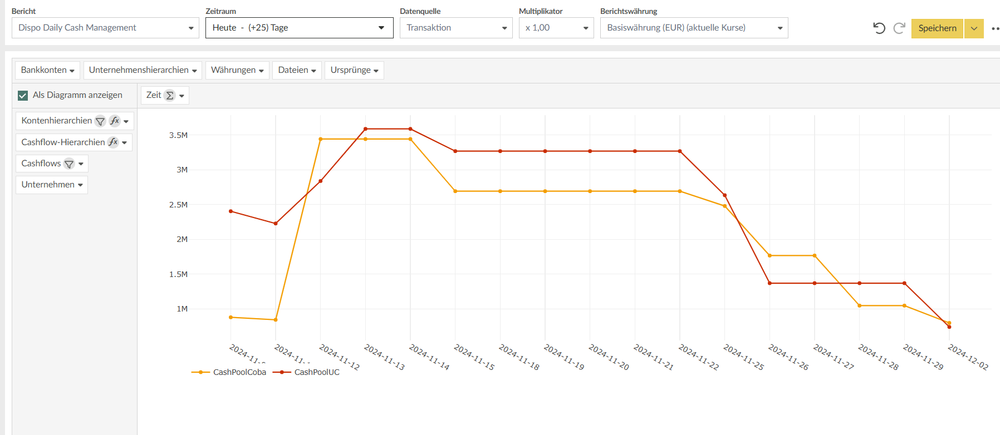 Bericht Zeitraum Datenquelle Multiplikator Berichtswährung
Dispo Daily Cash Management Heute - (+25) Tage Transaktion x 1,00 Basiswährung (EUR) (aktuelle Kurse) Speichern
Bankkonten Unternehmenshierarchien Währungen Dateien Ursprünge
Als Diagramm anzeigen Zeit Σ
Kontenhierarchien fx
Cashflow-Hierarchien fx
Cashflows
Unternehmen
3.5M
3M
2.5M
2M
1.5M
1M
2024-11-12 2024-11-13 2024-11-14 2024-11-15 2024-11-18 2024-11-19 2024-11-20 2024-11-21 2024-11-22 2024-11-25 2024-11-26 2024-11-27 2024-11-28 2024-11-29 2024-12-02
CashPoolCoba CashPoolUC